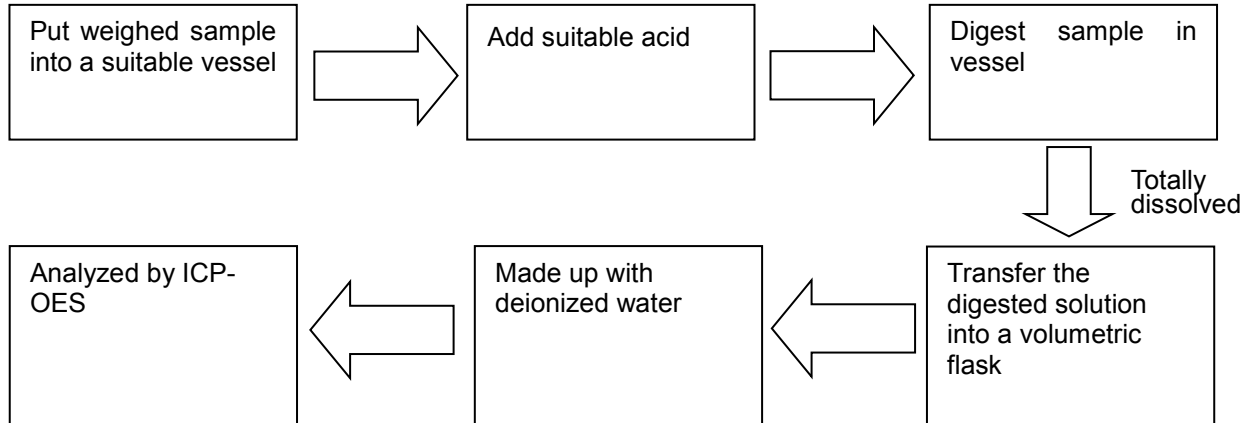 Put weighed sample
into a suitable vessel
Add suitable acid
Digest sample in
vessel
Totally
dissolved
Transfer the
digested solution
into a volumetric
flask
Made up with
deionized water
Analyzed by ICP-
OES